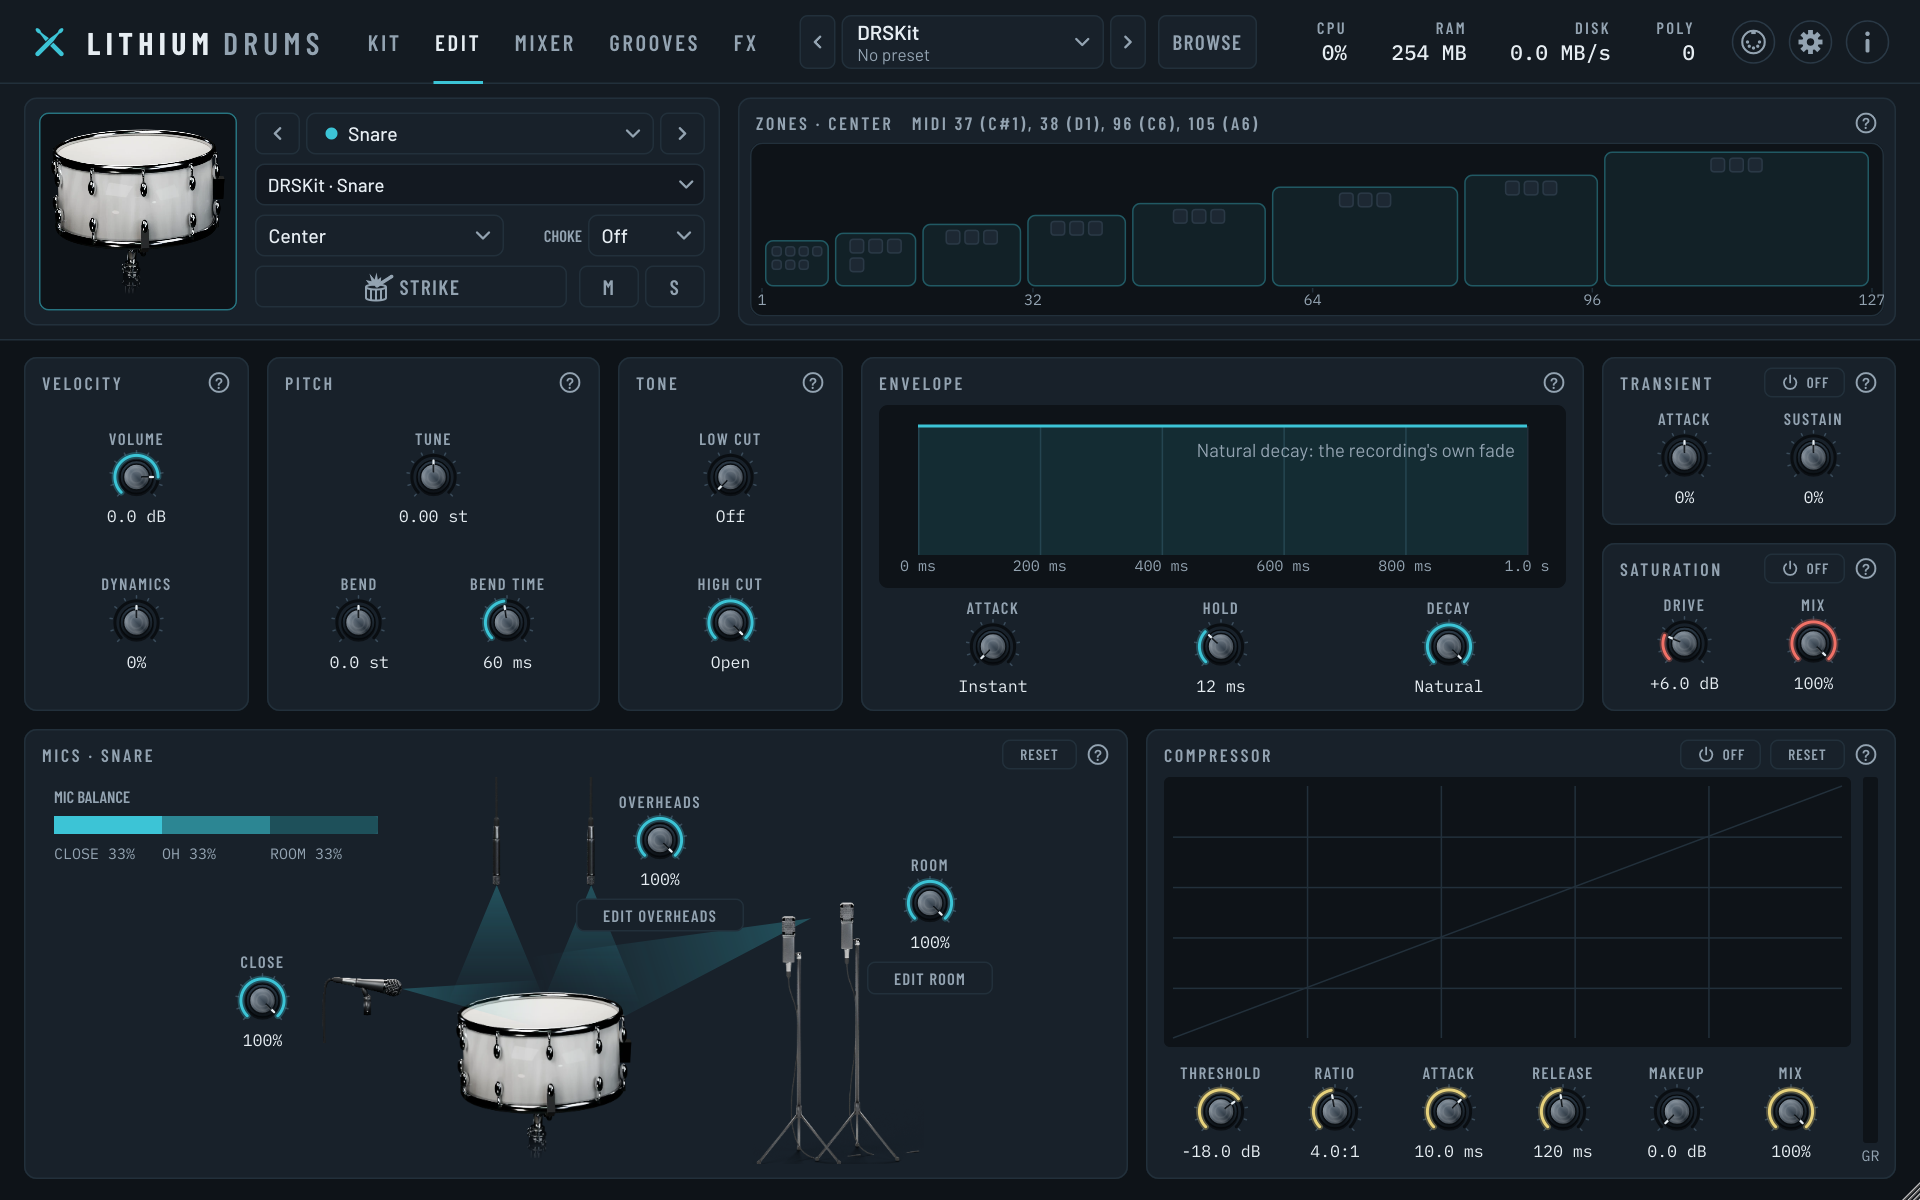 LITHIUM DRUMS
KIT
EDIT
MIXER
GROOVES
FX
DRSKit
No preset
BROWSE
CPU
0%
RAM
254 MB
DISK
0.0 MB/s
POLY
0
Snare
DRSKit · Snare
Center
CHOKE
Off
STRIKE
M
S
ZONES · CENTER MIDI 37 (C#1), 38 (D1), 96 (C6), 105 (A6)
?
1
32
64
96
127
VELOCITY
?
VOLUME
0.0 dB
DYNAMICS
0%
PITCH
?
TUNE
0.00 st
BEND
0.0 st
BEND TIME
60 ms
TONE
?
LOW CUT
Off
HIGH CUT
Open
ENVELOPE
?
Natural decay: the recording's own fade
0 ms
200 ms
400 ms
600 ms
800 ms
1.0 s
ATTACK
Instant
HOLD
12 ms
DECAY
Natural
TRANSIENT
OFF
?
ATTACK
0%
SUSTAIN
0%
SATURATION
OFF
?
DRIVE
+6.0 dB
MIX
100%
MICS · SNARE
RESET
?
MIC BALANCE
CLOSE 33%
OH 33%
ROOM 33%
OVERHEADS
100%
EDIT OVERHEADS
ROOM
100%
EDIT ROOM
CLOSE
100%
COMPRESSOR
OFF
RESET
?
THRESHOLD
-18.0 dB
RATIO
4.0:1
ATTACK
10.0 ms
RELEASE
120 ms
MAKEUP
0.0 dB
MIX
100%
GR